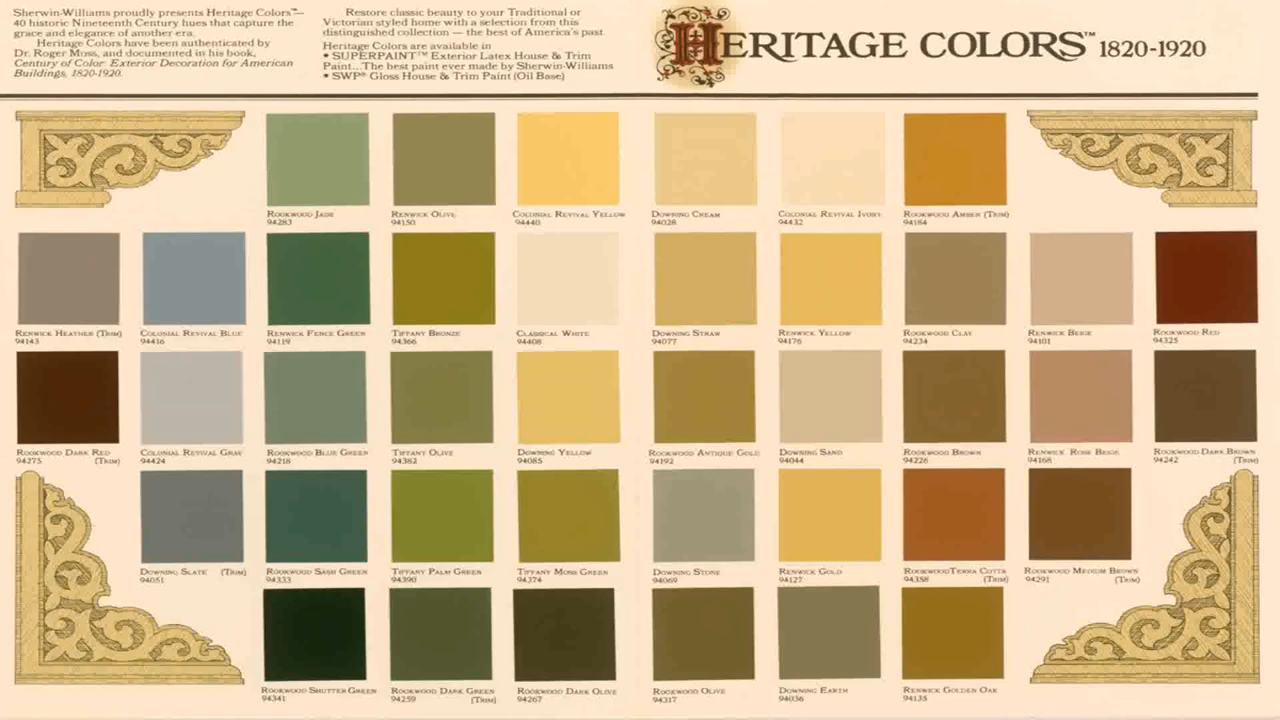 Sherwin-Williams proudly presents Heritage Colors™—
40 historic Nineteenth Century hues that capture the
grace and elegance of another era.
Heritage Colors have been authenticated by
Dr. Roger Moss, and documented in his book,
Century of Color: Exterior Decoration for American
Buildings, 1820-1920.
Restore classic beauty to your Traditional or
Victorian styled home with a selection from this
distinguished collection — the best of America's past.
Heritage Colors are available in
• SUPERPAINT™ Exterior Latex House & Trim
Paint...The best paint ever made by Sherwin-Williams
• SWP® Gloss House & Trim Paint (Oil Base)
HERITAGE COLORS™ 1820-1920
Rookwood Jade
94283
Renwick Olive
94150
Colonial Revival Yellow
94440
Downing Cream
94028
Colonial Revival Ivory
94432
Rookwood Amber (Trim)
94184
Renwick Heather (Trim)
94143
Colonial Revival Blue
94416
Renwick Fence Green
94119
Tiffany Bronze
94366
Classical White
94408
Downing Straw
94077
Renwick Yellow
94176
Rookwood Clay
94234
Renwick Beige
94101
Rookwood Red
94325
Rookwood Dark Red
94275 (Trim)
Colonial Revival Gray
94424
Rookwood Blue Green
94218
Tiffany Olive
94382
Downing Yellow
94085
Rookwood Antique Gold
94192
Downing Sand
94044
Rookwood Brown
94226
Renwick Rose Beige
94168
Rookwood Dark Brown
94242 (Trim)
Downing Slate (Trim)
94051
Rookwood Sash Green
94333
Tiffany Palm Green
94390
Tiffany Moss Green
94374
Downing Stone
94069
Renwick Gold
94127
Rookwood Terra Cotta
94358 (Trim)
Rookwood Medium Brown
94291 (Trim)
Rookwood Shutter Green
94341
Rookwood Dark Green
94259 (Trim)
Rookwood Dark Olive
94267
Rookwood Olive
94317
Downing Earth
94036
Renwick Golden Oak
94135